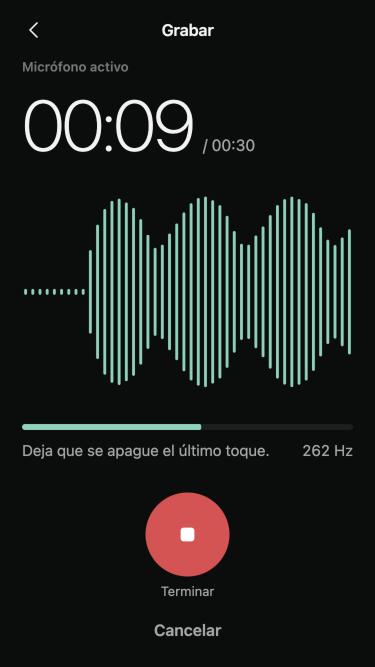 Grabar
Micrófono activo
00:09 / 00:30
Deja que se apague el último toque. 262 Hz
Terminar
Cancelar